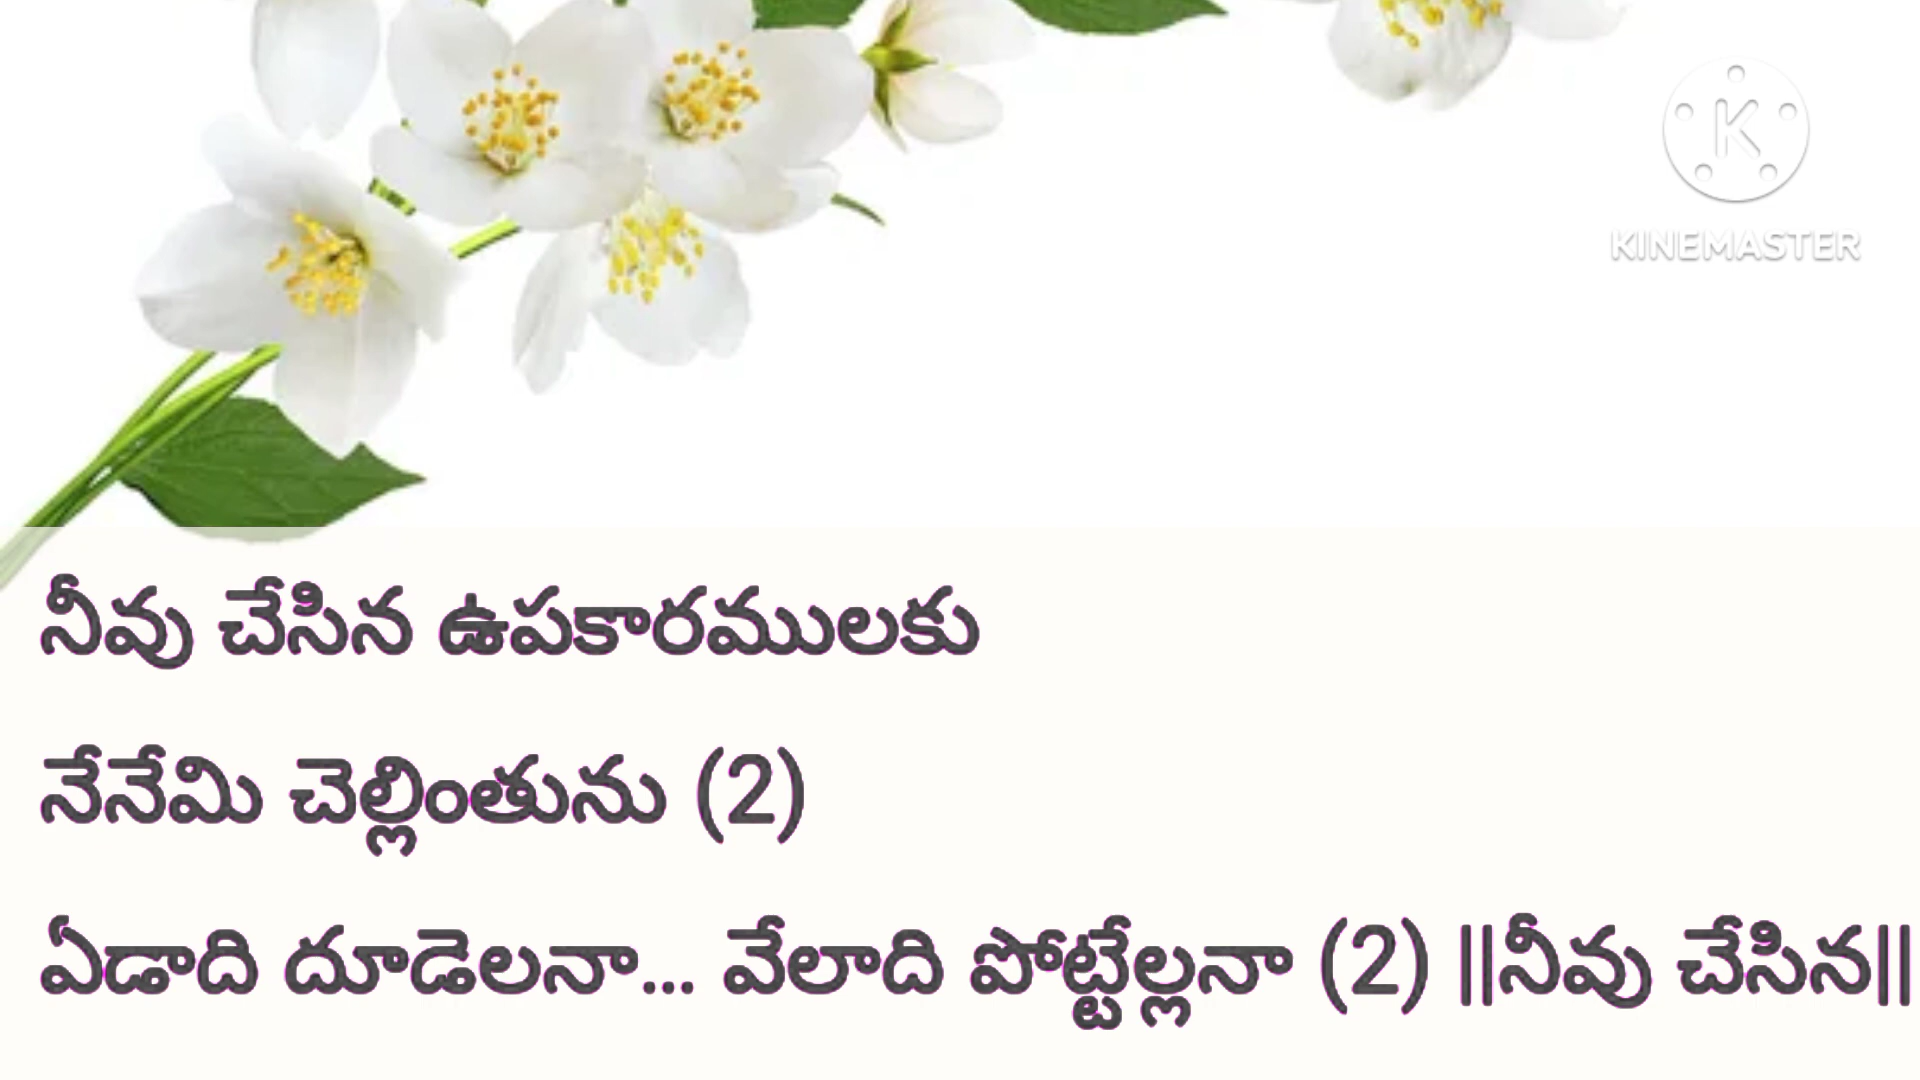 KINEMASTER
నీవు చేసిన ఉపకారములకు
నేనేమి చెల్లింతును (2)
ఏడాది దూడెలనా... వేలాది పోట్టేల్లనా (2) ||నీవు చేసిన||